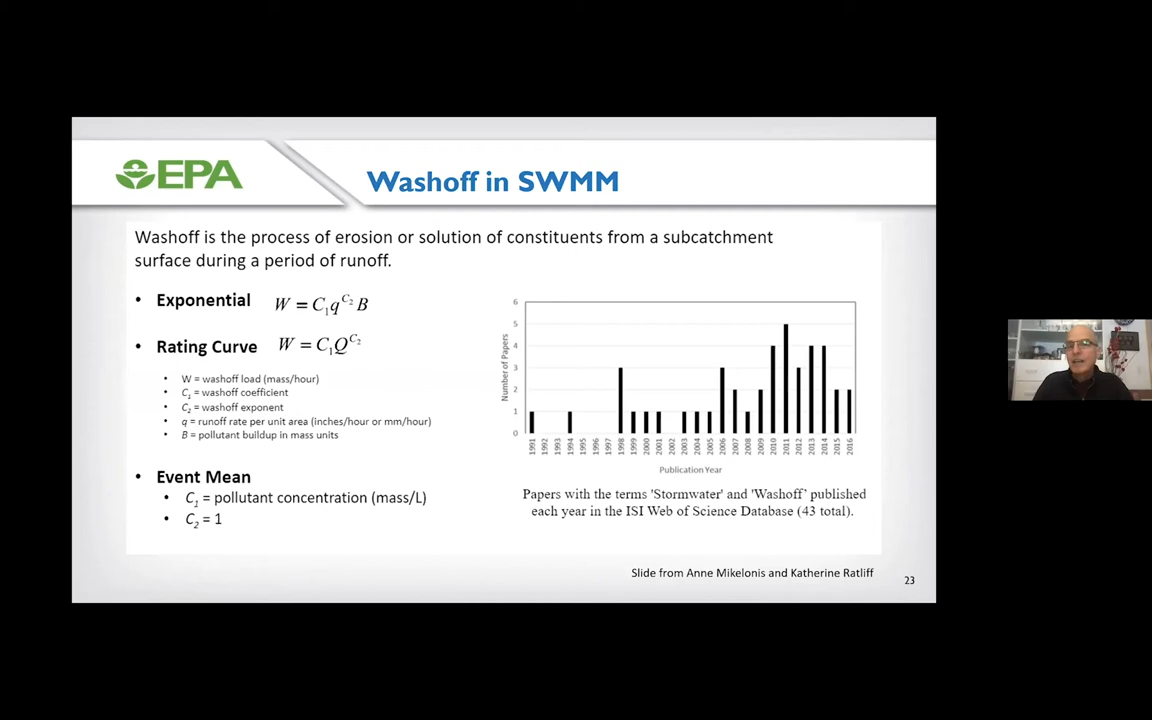 EPA
Washoff in SWMM
Washoff is the process of erosion or solution of constituents from a subcatchment
surface during a period of runoff.
• Exponential W = C₁q^C₂ B
• Rating Curve W = C₁Q^C₂
• W = washoff load (mass/hour)
• C₁ = washoff coefficient
• C₂ = washoff exponent
• q = runoff rate per unit area (inches/hour or mm/hour)
• B = pollutant buildup in mass units
• Event Mean
• C₁ = pollutant concentration (mass/L)
• C₂ = 1
Number of Papers
6
5
4
3
2
1
0
1991 1992 1993 1994 1995 1996 1997 1998 1999 2000 2001 2002 2003 2004 2005 2006 2007 2008 2009 2010 2011 2012 2013 2014 2015 2016
Publication Year
Papers with the terms 'Stormwater' and 'Washoff' published
each year in the ISI Web of Science Database (43 total).
Slide from Anne Mikelonis and Katherine Ratliff
23